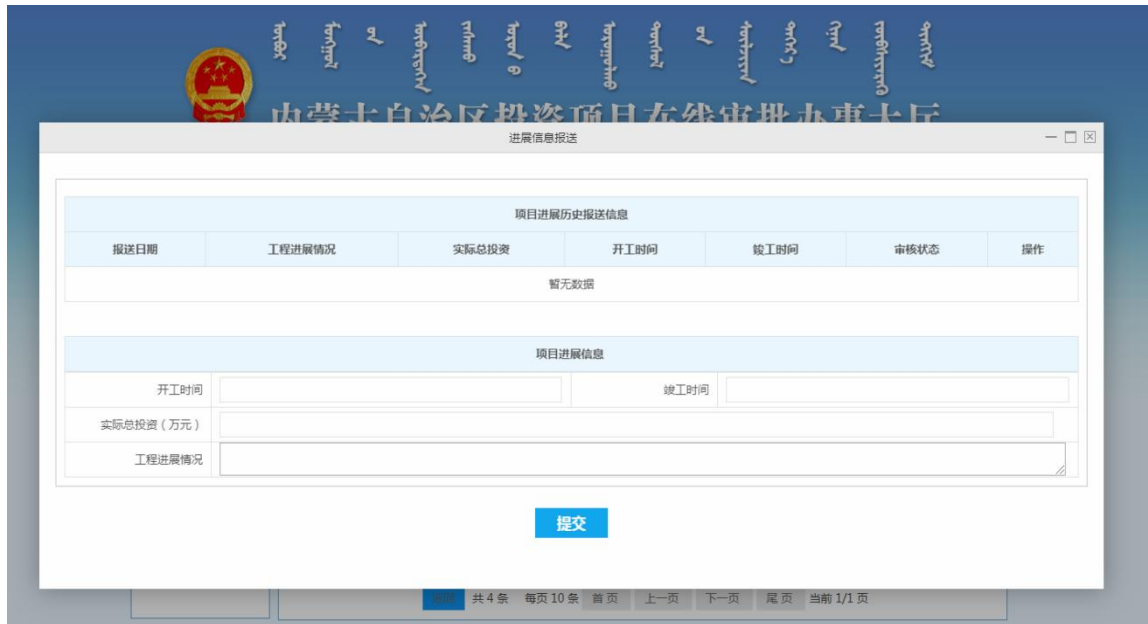 内蒙古自治区投资项目在线审批办事大厅
进展信息报送
项目进展历史报送信息
报送日期 工程进展情况 实际总投资 开工时间 竣工时间 审核状态 操作
暂无数据
项目进展信息
开工时间 竣工时间
实际总投资（万元）
工程进展情况
提交
共 4 条 每页 10 条 首 页 上一页 下一页 尾 页 当前 1/1 页